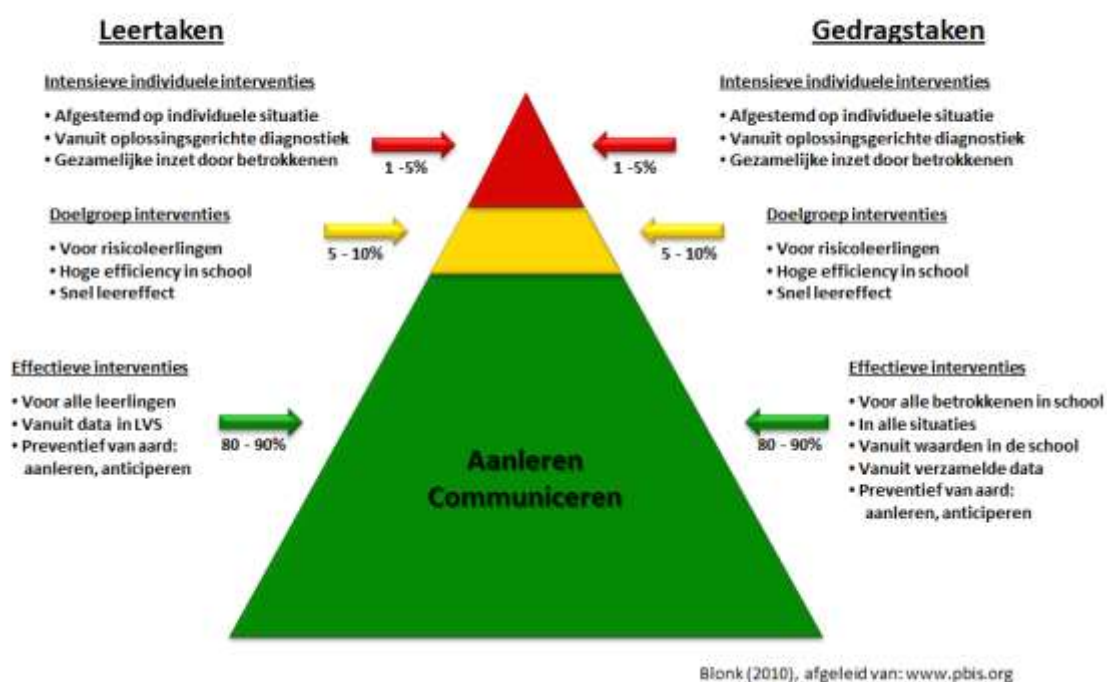 Leertaken
Intensieve individuele interventies
• Afgestemd op individuele situatie
• Vanuit oplossingsgerichte diagnostiek
• Gezamelijke inzet door betrokkenen
1 -5%
Doelgroep interventies
• Voor risicoleerlingen
• Hoge efficiency in school
• Snel leereffect
5 - 10%
Effectieve interventies
• Voor alle leerlingen
• Vanuit data in LVS
• Preventief van aard:
aanleren, anticiperen
80 - 90%
Aanleren
Communiceren
Gedragstaken
Intensieve individuele interventies
• Afgestemd op individuele situatie
• Vanuit oplossingsgerichte diagnostiek
• Gezamelijke inzet door betrokkenen
1 -5%
Doelgroep interventies
• Voor risicoleerlingen
• Hoge efficiency in school
• Snel leereffect
5 - 10%
Effectieve interventies
• Voor alle betrokkenen in school
• In alle situaties
• Vanuit waarden in de school
• Vanuit verzamelde data
• Preventief van aard:
aanleren, anticiperen
80 - 90%
Blonk (2010), afgeleid van: www.pbis.org